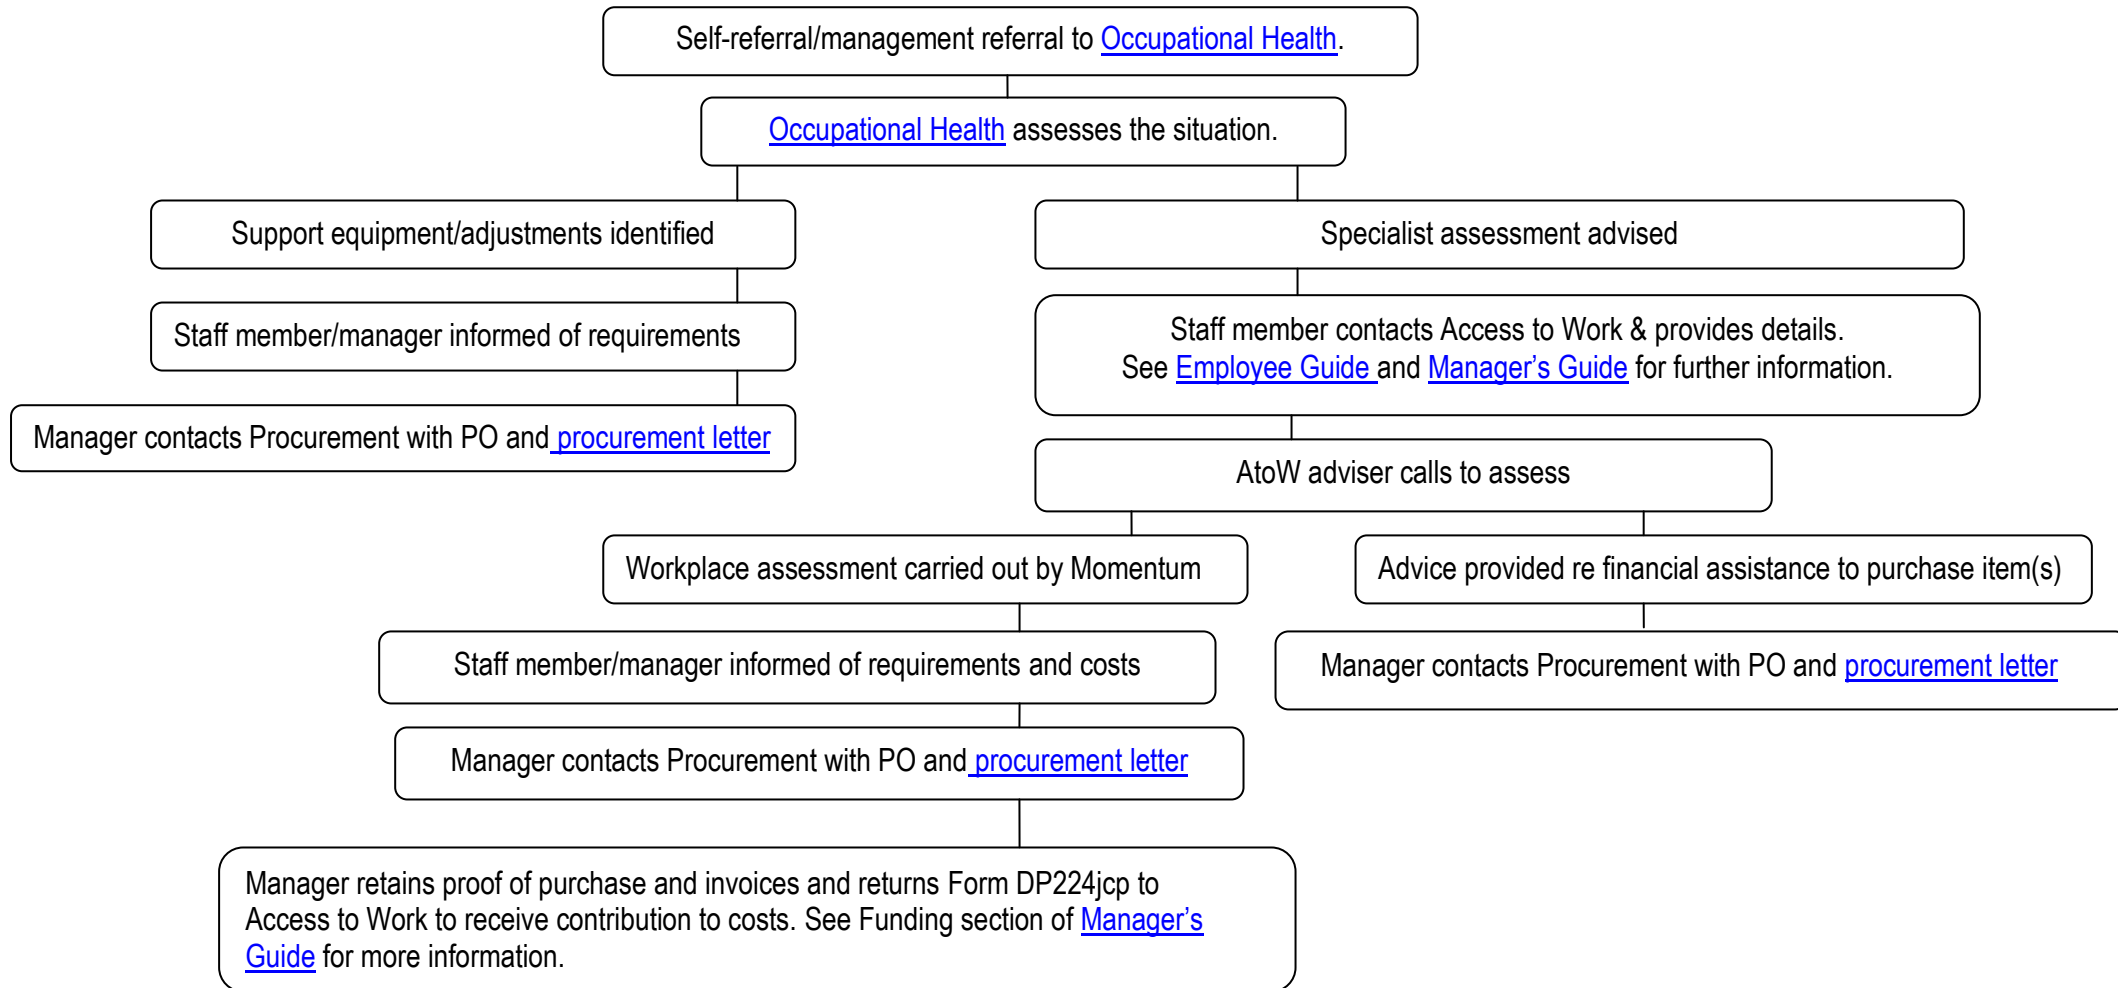 Self-referral/management referral to Occupational Health.
Occupational Health assesses the situation.
Support equipment/adjustments identified
Specialist assessment advised
Staff member/manager informed of requirements
Staff member contacts Access to Work & provides details.
See Employee Guide and Manager’s Guide for further information.
Manager contacts Procurement with PO and procurement letter
AtoW adviser calls to assess
Workplace assessment carried out by Momentum
Advice provided re financial assistance to purchase item(s)
Staff member/manager informed of requirements and costs
Manager contacts Procurement with PO and procurement letter
Manager contacts Procurement with PO and procurement letter
Manager retains proof of purchase and invoices and returns Form DP224jcp to
Access to Work to receive contribution to costs. See Funding section of Manager’s
Guide for more information.